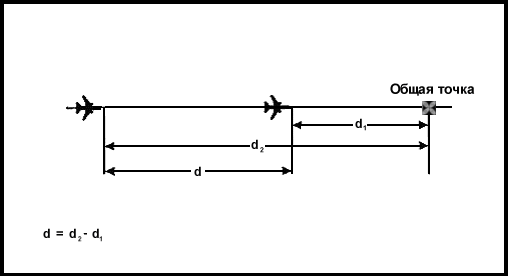 Общая точка
d₁
d₂
d
d = d₂ - d₁